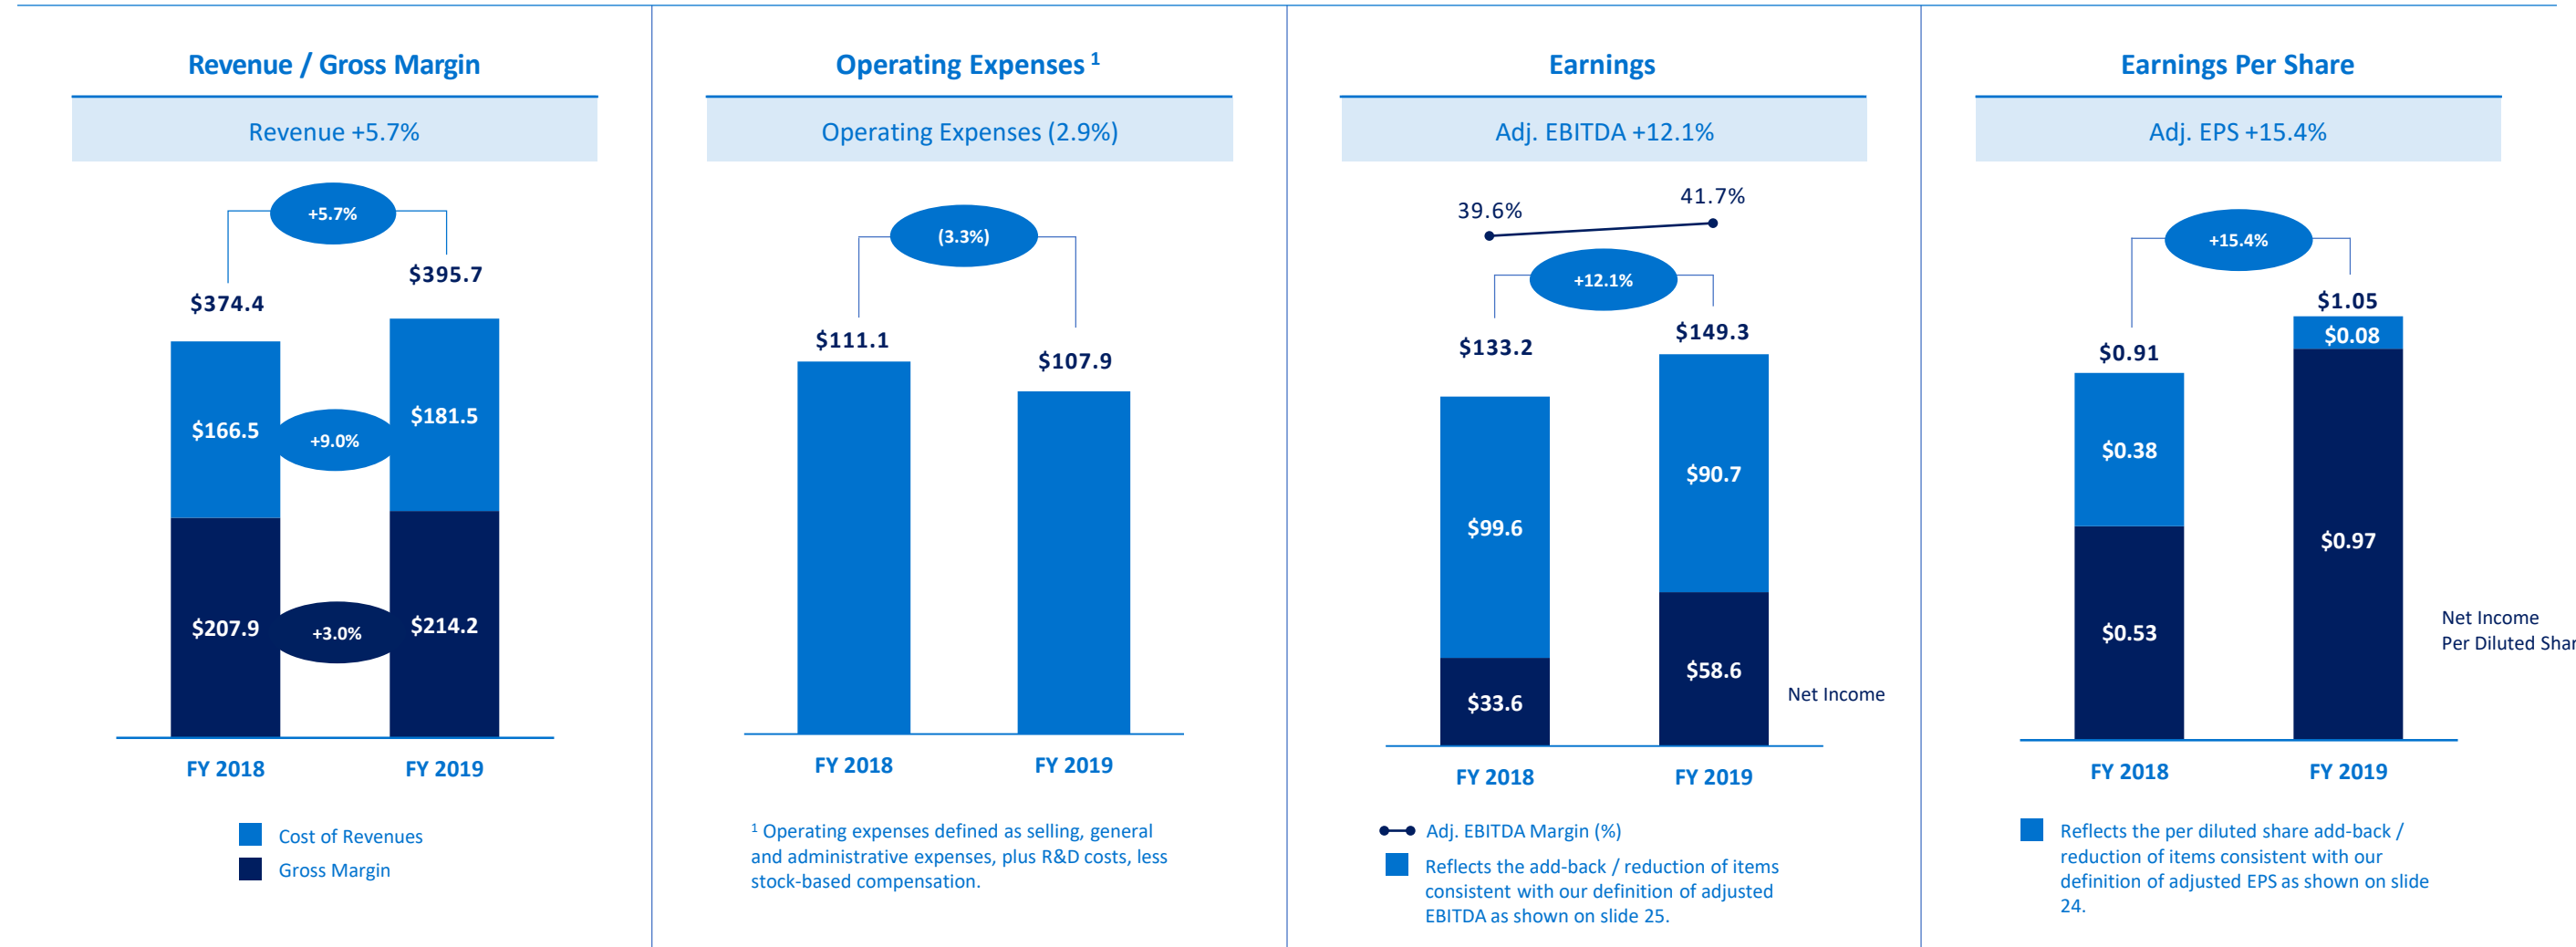 Revenue / Gross Margin
Revenue +5.7%
+5.7%
$374.4
$395.7
$166.5
+9.0%
$181.5
$207.9
+3.0%
$214.2
FY 2018
FY 2019
Cost of Revenues
Gross Margin
Operating Expenses 1
Operating Expenses (2.9%)
(3.3%)
$111.1
$107.9
FY 2018
FY 2019
1 Operating expenses defined as selling, general
and administrative expenses, plus R&D costs, less
stock-based compensation.
Earnings
Adj. EBITDA +12.1%
39.6%
41.7%
+12.1%
$133.2
$149.3
$99.6
$90.7
$33.6
$58.6
Net Income
FY 2018
FY 2019
Adj. EBITDA Margin (%)
Reflects the add-back / reduction of items
consistent with our definition of adjusted
EBITDA as shown on slide 25.
Earnings Per Share
Adj. EPS +15.4%
+15.4%
$0.91
$1.05
$0.08
$0.38
$0.97
$0.53
Net Income
Per Diluted Shar
FY 2018
FY 2019
Reflects the per diluted share add-back /
reduction of items consistent with our
definition of adjusted EPS as shown on slide
24.